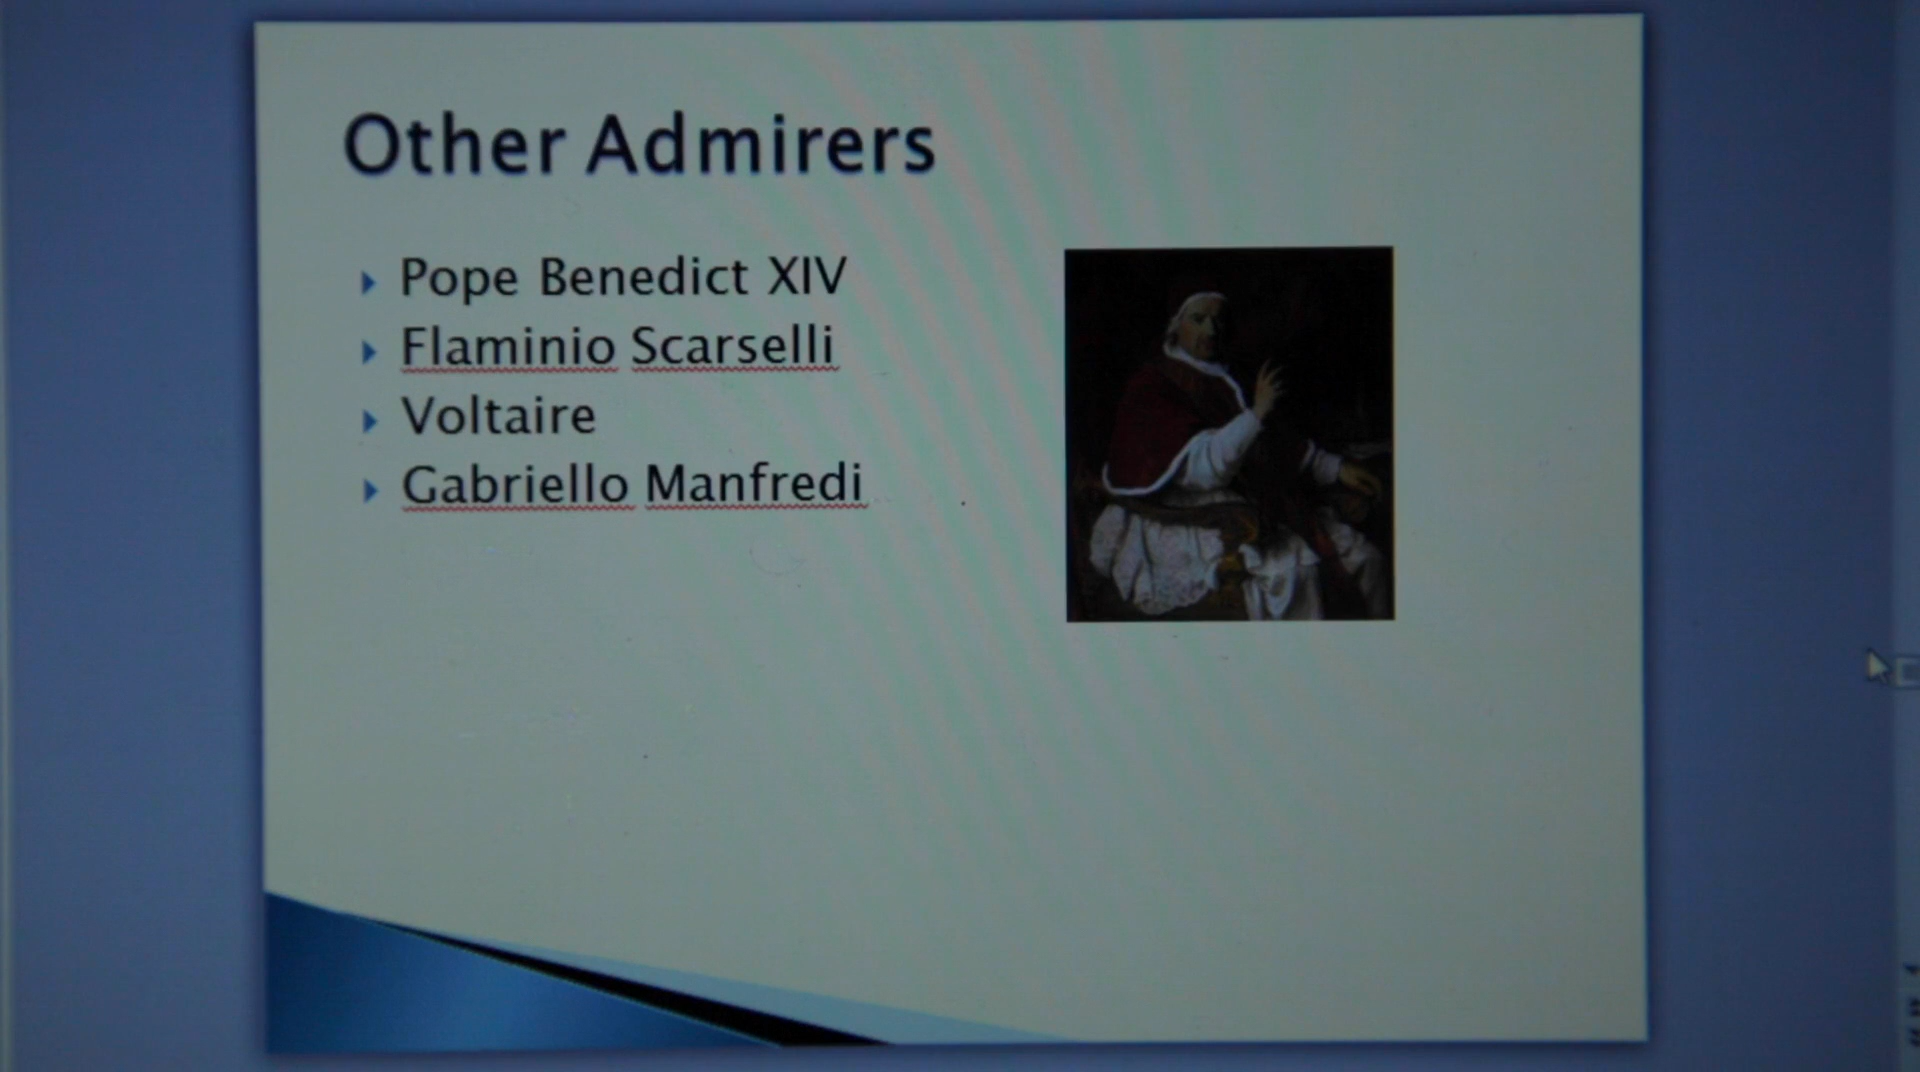 Other Admirers
Pope Benedict XIV
Flaminio Scarselli
Voltaire
Gabriello Manfredi